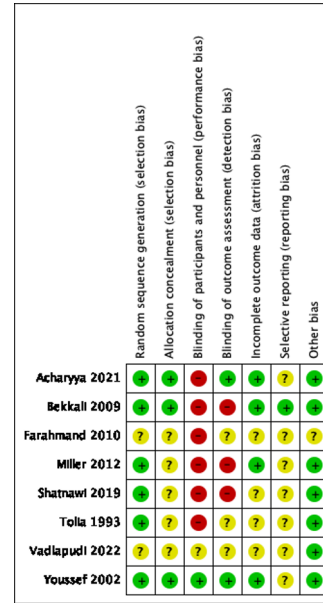 Random sequence generation (selection bias)
Allocation concealment (selection bias)
Blinding of participants and personnel (performance bias)
Blinding of outcome assessment (detection bias)
Incomplete outcome data (attrition bias)
Selective reporting (reporting bias)
Other bias
Acharyya 2021 + + - + + ? +
Bekkali 2009 + + - - + + +
Farahmand 2010 ? ? - ? ? ? ?
Miller 2012 + ? - - + ? +
Shatnawi 2019 + ? - - ? ? +
Tolia 1993 + ? - ? ? ? +
Vadlapudi 2022 ? ? ? ? ? ? +
Youssef 2002 + + + + + ? +